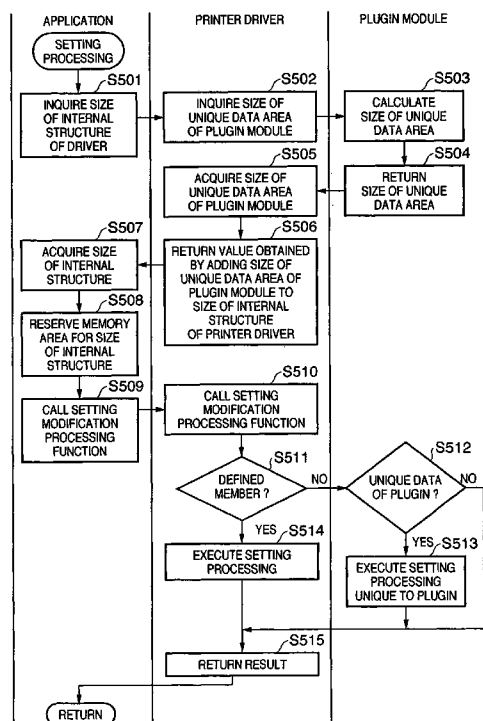 APPLICATION
PRINTER DRIVER
PLUGIN MODULE
SETTING
PROCESSING
S501
INQUIRE SIZE
OF INTERNAL
STRUCTURE
OF DRIVER
S502
INQUIRE SIZE OF
UNIQUE DATA AREA
OF PLUGIN MODULE
S503
CALCULATE
SIZE OF UNIQUE
DATA AREA
S504
RETURN
SIZE OF UNIQUE
DATA AREA
S505
ACQUIRE SIZE OF
UNIQUE DATA AREA
OF PLUGIN MODULE
S506
RETURN VALUE OBTAINED
BY ADDING SIZE OF
UNIQUE DATA AREA OF
PLUGIN MODULE TO
SIZE OF INTERNAL
STRUCTURE
OF PRINTER DRIVER
S507
ACQUIRE SIZE
OF INTERNAL
STRUCTURE
S508
RESERVE MEMORY
AREA FOR SIZE
OF INTERNAL
STRUCTURE
S509
CALL SETTING
MODIFICATION
PROCESSING
FUNCTION
S510
CALL SETTING
MODIFICATION
PROCESSING FUNCTION
S511
DEFINED
MEMBER ?
NO
YES
S512
UNIQUE DATA
OF PLUGIN ?
NO
YES
S513
EXECUTE SETTING
PROCESSING
UNIQUE TO PLUGIN
S514
EXECUTE SETTING
PROCESSING
S515
RETURN RESULT
RETURN